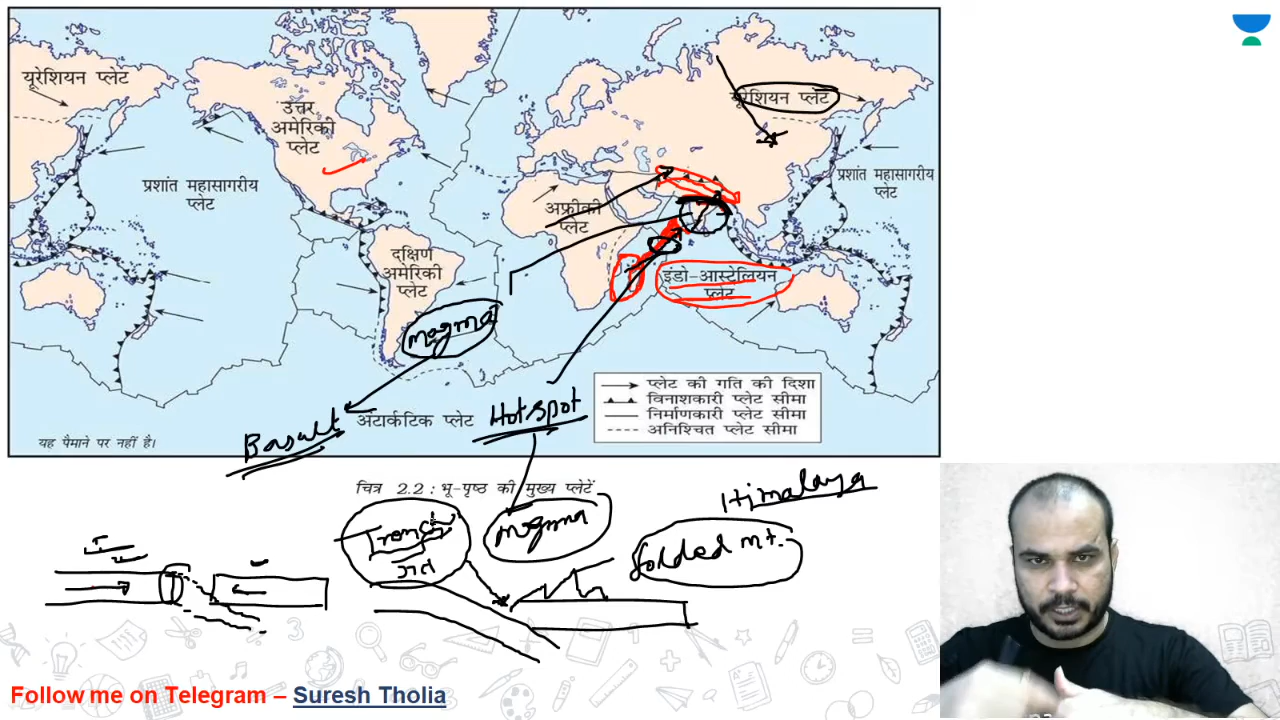 यूरेशियन प्लेट
उत्तर
अमेरिकी
प्लेट
प्रशांत महासागरीय
प्लेट
दक्षिण
अमेरिकी
प्लेट
अफ्रीकी
प्लेट
यूरेशियन प्लेट
प्रशांत महासागरीय
प्लेट
इंडो-आस्टेलियन
प्लेट
magma
Basalt
अंटार्कटिक प्लेट
Hotspot
प्लेट की गति की दिशा
विनाशकारी प्लेट सीमा
निर्माणकारी प्लेट सीमा
अनिश्चित प्लेट सीमा
यह पैमाने पर नहीं है।
चित्र 2.2 : भू-पृष्ठ की मुख्य प्लेटें
Himalaya
Trench
गर्त
magma
folded mt.
Follow me on Telegram – Suresh Tholia